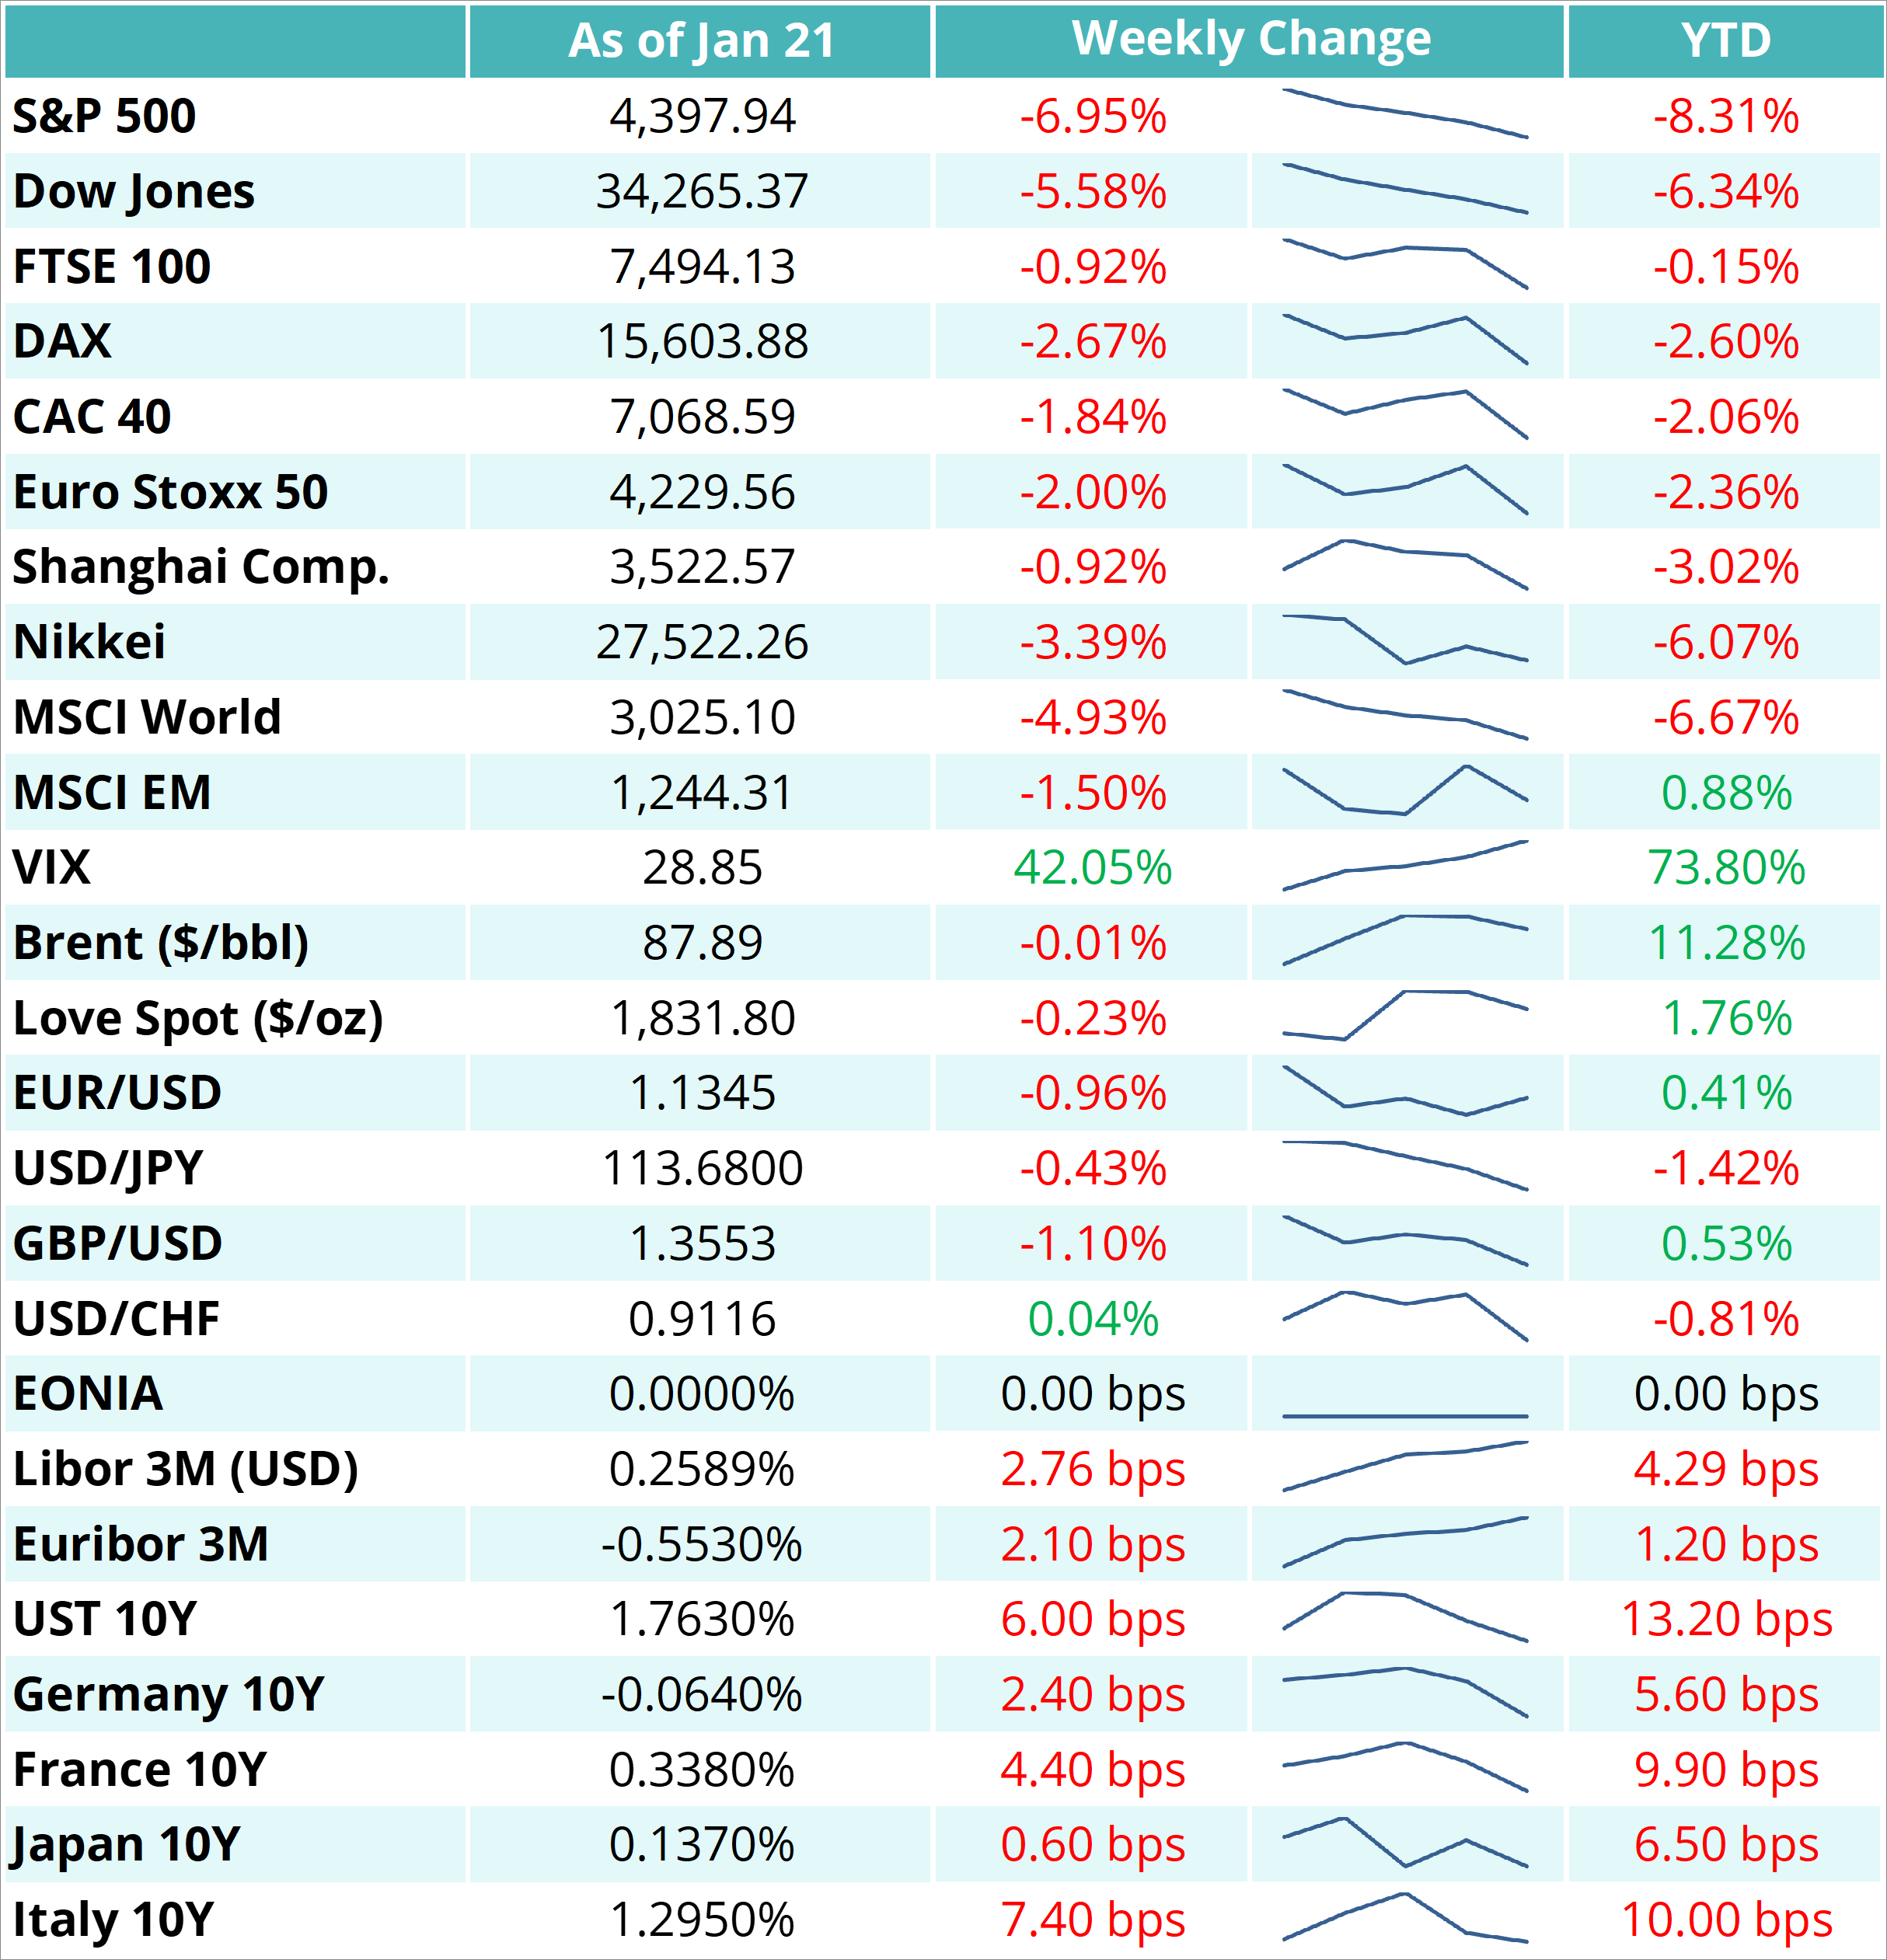 As of Jan 21 Weekly Change YTD
S&P 500 4,397.94 -6.95% -8.31%
Dow Jones 34,265.37 -5.58% -6.34%
FTSE 100 7,494.13 -0.92% -0.15%
DAX 15,603.88 -2.67% -2.60%
CAC 40 7,068.59 -1.84% -2.06%
Euro Stoxx 50 4,229.56 -2.00% -2.36%
Shanghai Comp. 3,522.57 -0.92% -3.02%
Nikkei 27,522.26 -3.39% -6.07%
MSCI World 3,025.10 -4.93% -6.67%
MSCI EM 1,244.31 -1.50% 0.88%
VIX 28.85 42.05% 73.80%
Brent ($/bbl) 87.89 -0.01% 11.28%
Love Spot ($/oz) 1,831.80 -0.23% 1.76%
EUR/USD 1.1345 -0.96% 0.41%
USD/JPY 113.6800 -0.43% -1.42%
GBP/USD 1.3553 -1.10% 0.53%
USD/CHF 0.9116 0.04% -0.81%
EONIA 0.0000% 0.00 bps 0.00 bps
Libor 3M (USD) 0.2589% 2.76 bps 4.29 bps
Euribor 3M -0.5530% 2.10 bps 1.20 bps
UST 10Y 1.7630% 6.00 bps 13.20 bps
Germany 10Y -0.0640% 2.40 bps 5.60 bps
France 10Y 0.3380% 4.40 bps 9.90 bps
Japan 10Y 0.1370% 0.60 bps 6.50 bps
Italy 10Y 1.2950% 7.40 bps 10.00 bps